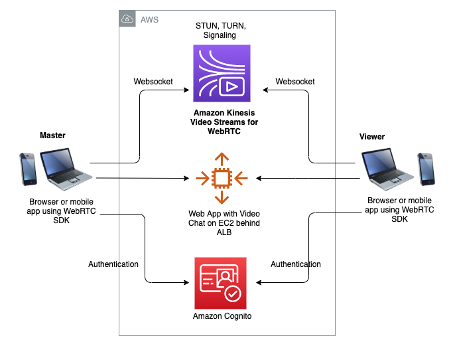 AWS
STUN, TURN,
Signaling
Websocket
Websocket
Amazon Kinesis
Video Streams for
WebRTC
Master
Viewer
Browser or mobile
app using WebRTC
SDK
Web App with Video
Chat on EC2 behind
ALB
Browser or mobile
app using WebRTC
SDK
Authentication
Authentication
Amazon Cognito